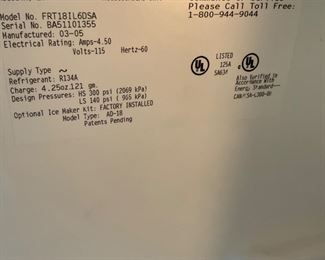 Model No. FRT18IL6DSA
Serial No. BA51101355
Manufactured: 03-05
Electrical Rating: Amps-4.50
Volts-115 Hertz-60
Please Call Toll Free:
1-800-944-9044
Supply Type ~
Refrigerant: R134A
Charge: 4.25oz.121 gm.
Design Pressures: HS 300 psi (2069 kPa)
LS 140 psi ( 965 kPa)
Optional Ice Maker Kit: FACTORY INSTALLED
Model Type: AD-18
Patents Pending
UL
LISTED
125A
SA631
UL
Also Verified in
Accordance With
Energy Standard